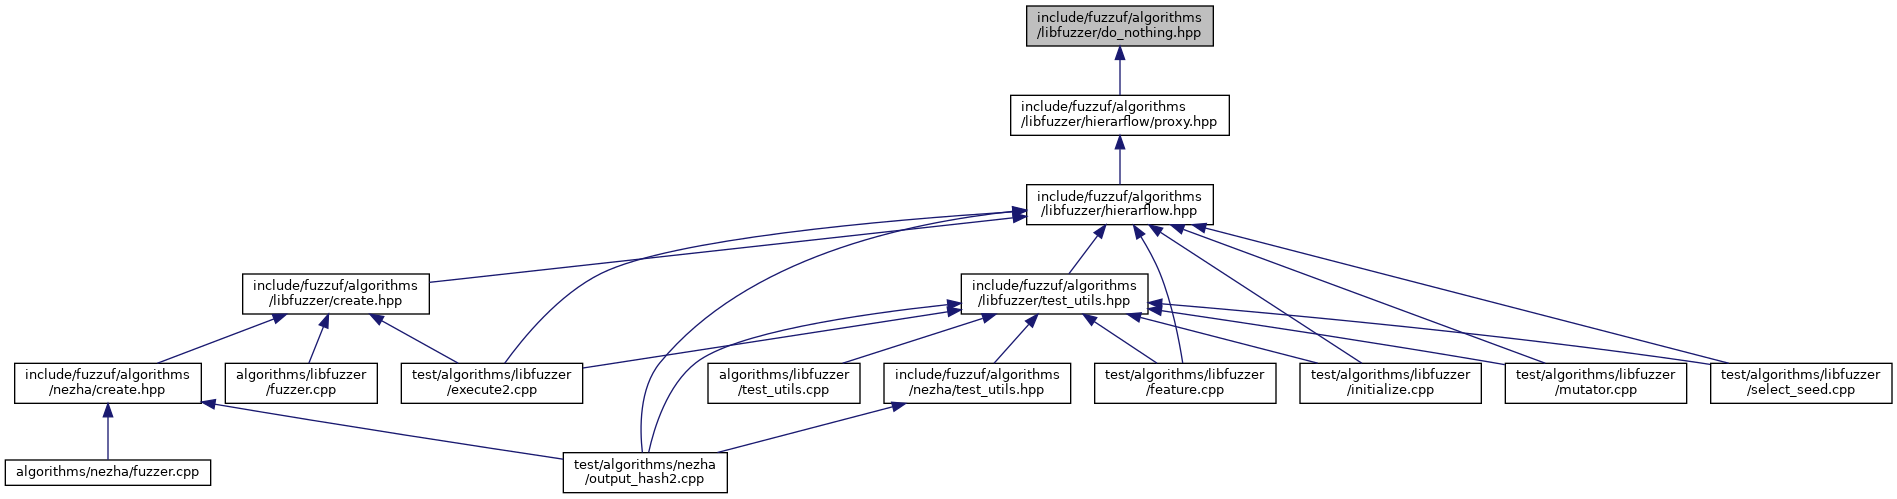 include/fuzzuf/algorithms
/libfuzzer/do_nothing.hpp
include/fuzzuf/algorithms
/libfuzzer/hierarflow/proxy.hpp
include/fuzzuf/algorithms
/libfuzzer/hierarflow.hpp
include/fuzzuf/algorithms
/libfuzzer/create.hpp
include/fuzzuf/algorithms
/libfuzzer/test_utils.hpp
include/fuzzuf/algorithms
/nezha/create.hpp
algorithms/libfuzzer
/fuzzer.cpp
test/algorithms/libfuzzer
/execute2.cpp
algorithms/libfuzzer
/test_utils.cpp
include/fuzzuf/algorithms
/nezha/test_utils.hpp
test/algorithms/libfuzzer
/feature.cpp
test/algorithms/libfuzzer
/initialize.cpp
test/algorithms/libfuzzer
/mutator.cpp
test/algorithms/libfuzzer
/select_seed.cpp
algorithms/nezha/fuzzer.cpp
test/algorithms/nezha
/output_hash2.cpp